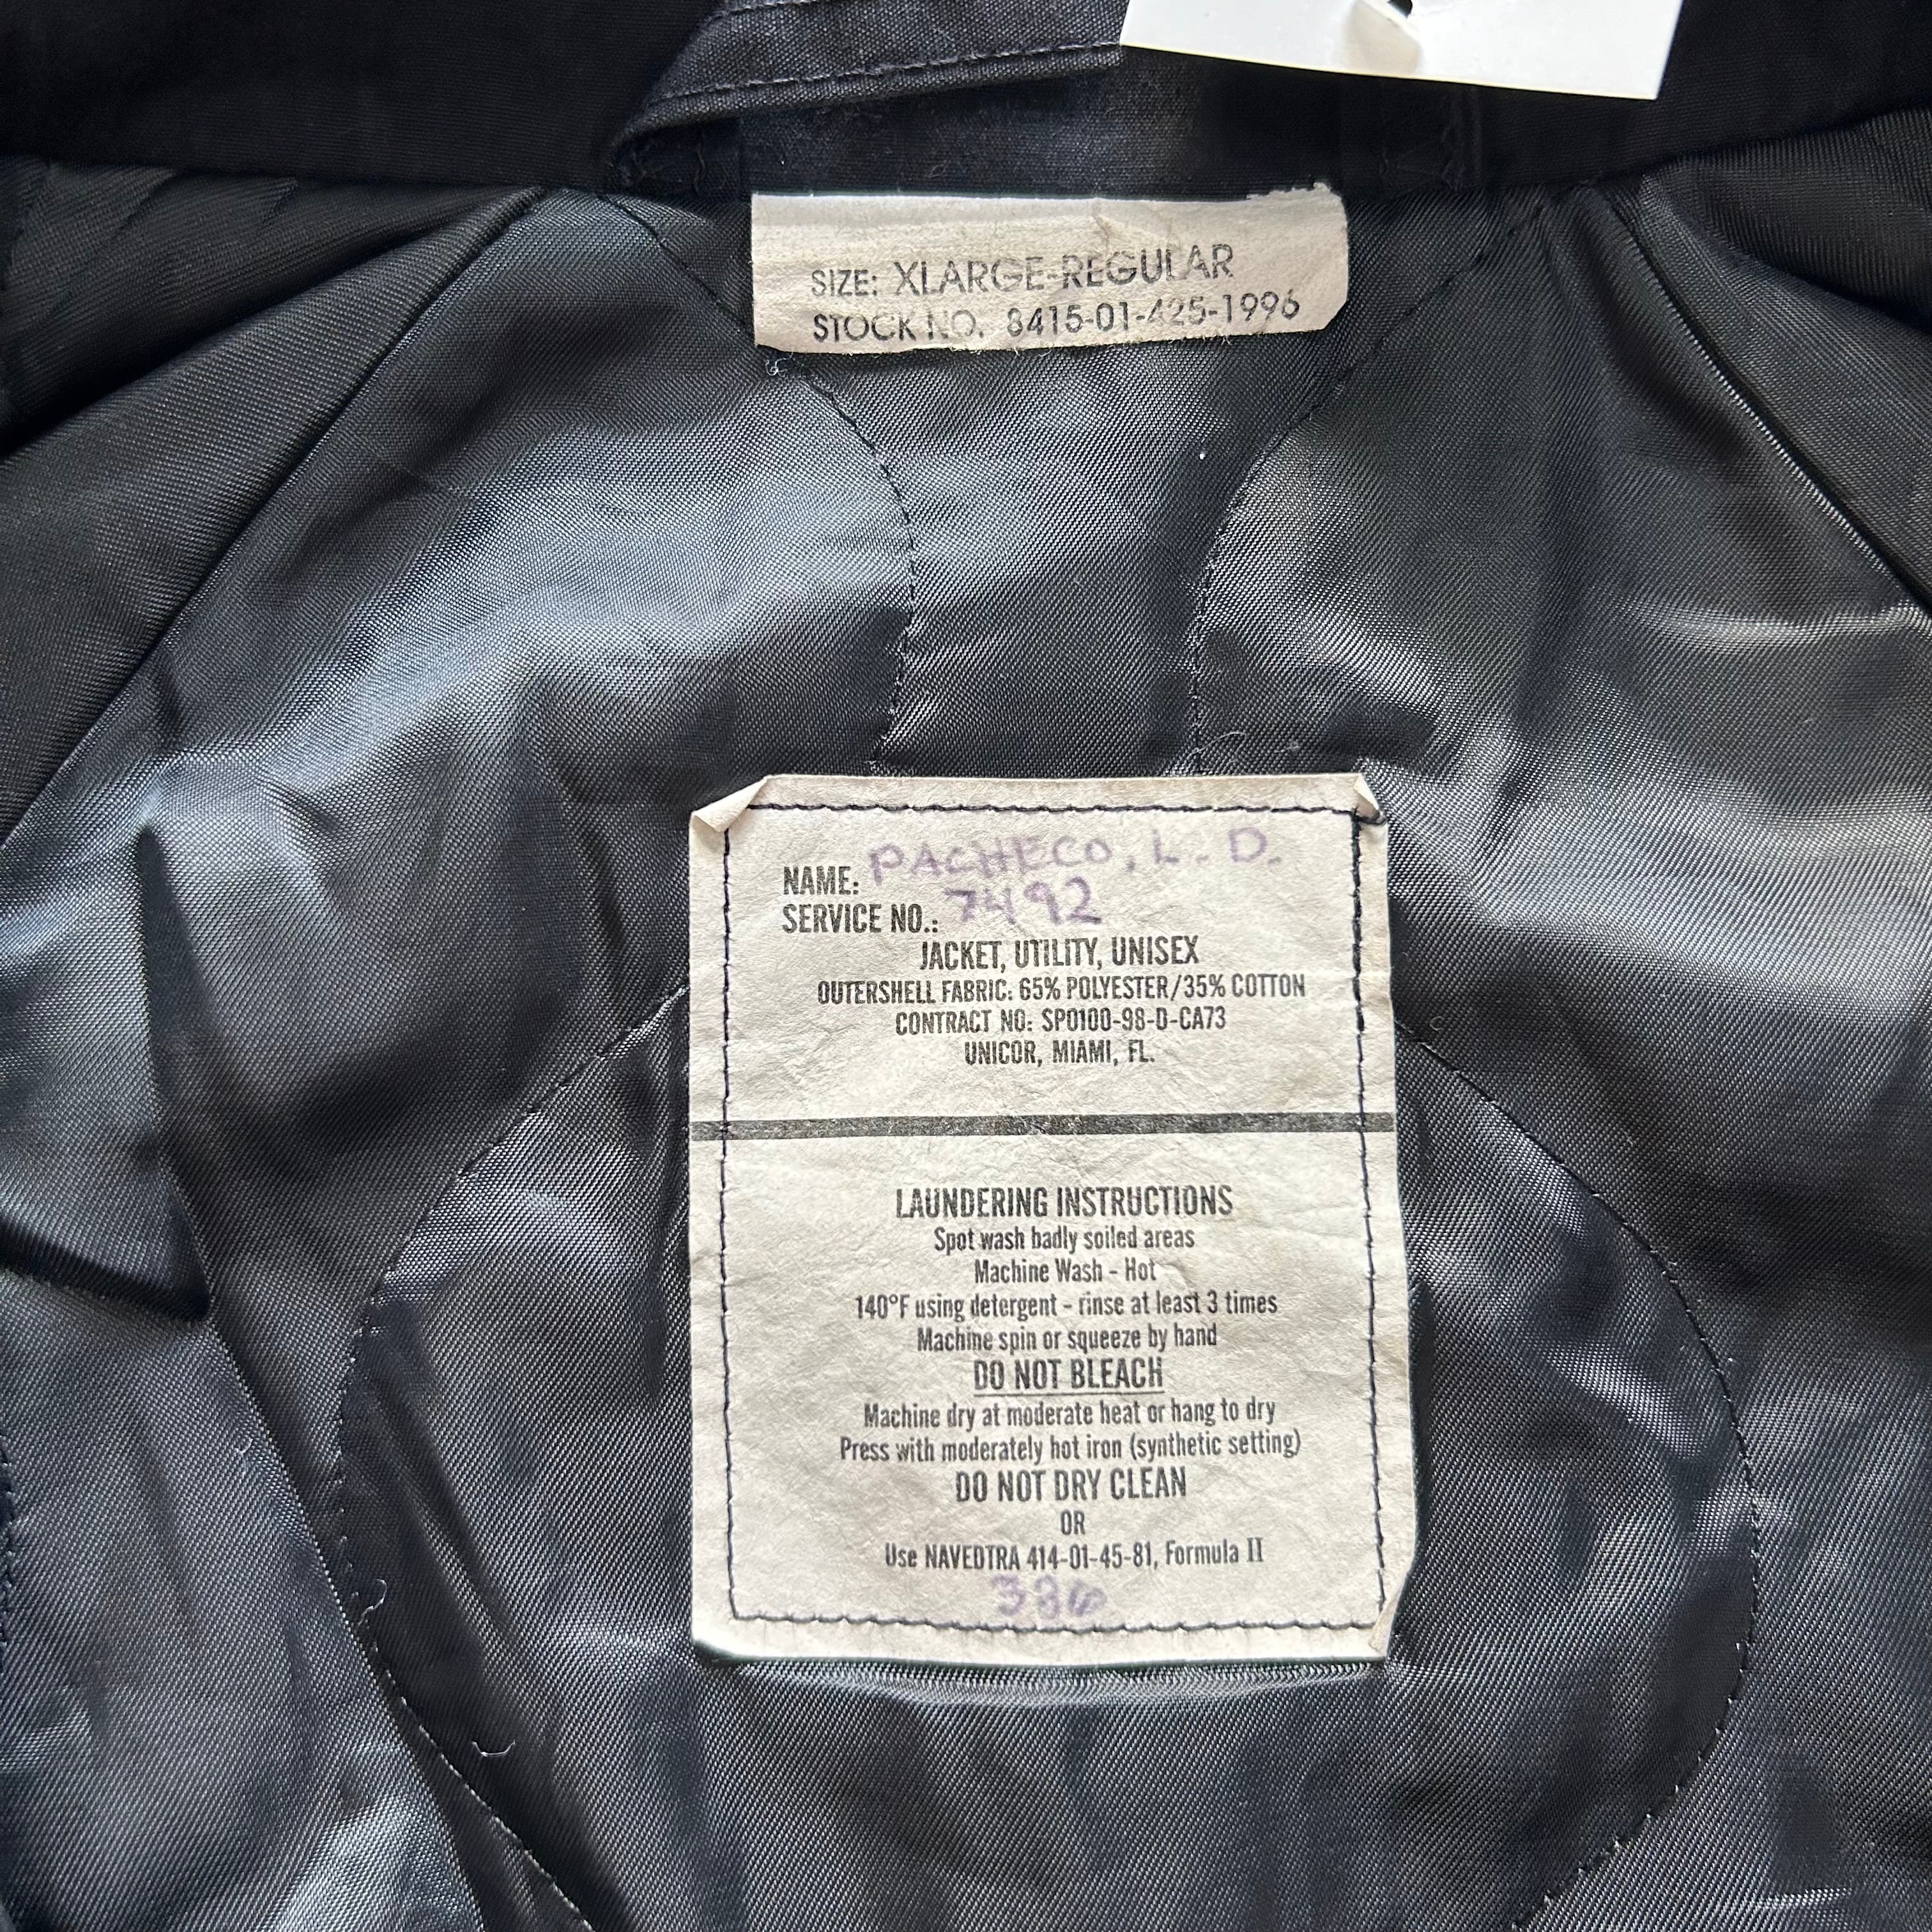 SIZE: XLARGE-REGULAR
STOCK NO. 8415-01-425-1996
NAME: PACHECO, L. D.
SERVICE NO.: 7492
JACKET, UTILITY, UNISEX
OUTERSHELL FABRIC: 65% POLYESTER/35% COTTON
CONTRACT NO: SPO100-98-D-CA73
UNICOR, MIAMI, FL.
LAUNDERING INSTRUCTIONS
Spot wash badly soiled areas
Machine Wash - Hot
140°F using detergent - rinse at least 3 times
Machine spin or squeeze by hand
DO NOT BLEACH
Machine dry at moderate heat or hang to dry
Press with moderately hot iron (synthetic setting)
DO NOT DRY CLEAN
OR
Use NAVEDTRA 414-01-45-81, Formula II
336